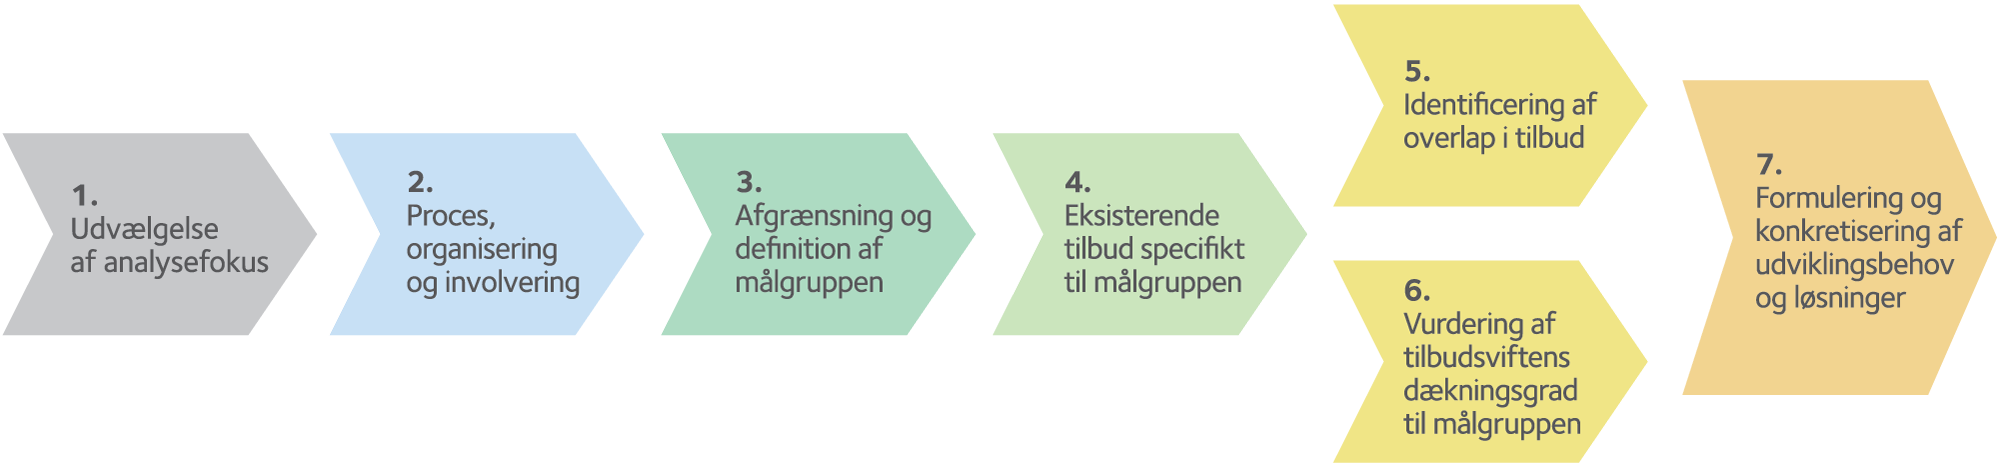 1.
Udvælgelse
af analysefokus
2.
Proces,
organisering
og involvering
3.
Afgrænsning og
definition af
målgruppen
4.
Eksisterende
tilbud specifikt
til målgruppen
5.
Identificering af
overlap i tilbud
6.
Vurdering af
tilbudsviftens
dækningsgrad
til målgruppen
7.
Formulering og
konkretisering af
udviklingsbehov
og løsninger